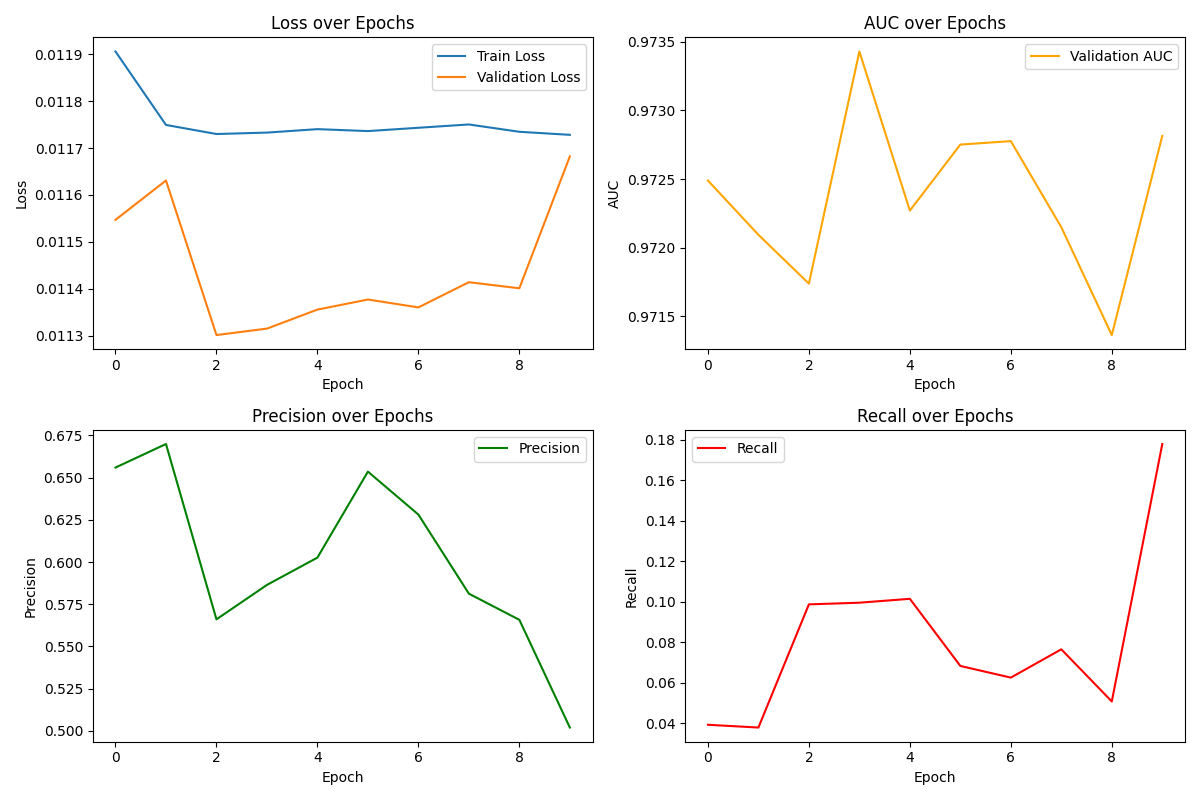 Loss over Epochs
Train Loss
Validation Loss
0.0119
0.0118
0.0117
0.0116
0.0115
0.0114
0.0113
Loss
0 2 4 6 8
Epoch
AUC over Epochs
Validation AUC
0.9735
0.9730
0.9725
0.9720
0.9715
AUC
0 2 4 6 8
Epoch
Precision over Epochs
Precision
0.675
0.650
0.625
0.600
0.575
0.550
0.525
0.500
Precision
0 2 4 6 8
Epoch
Recall over Epochs
Recall
0.18
0.16
0.14
0.12
0.10
0.08
0.06
0.04
Recall
0 2 4 6 8
Epoch